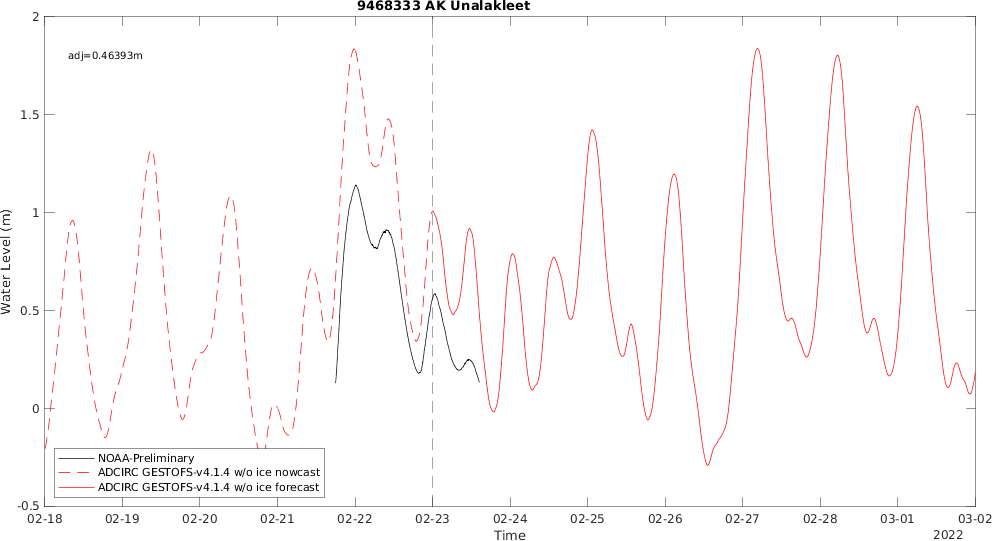 9468333 AK Unalakleet
adj=0.46393m
2
1.5
1
0.5
0
-0.5
Water Level (m)
NOAA-Preliminary
ADCIRC GESTOFS-v4.1.4 w/o ice nowcast
ADCIRC GESTOFS-v4.1.4 w/o ice forecast
02-18 02-19 02-20 02-21 02-22 02-23 02-24 02-25 02-26 02-27 02-28 03-01 03-02
Time
2022